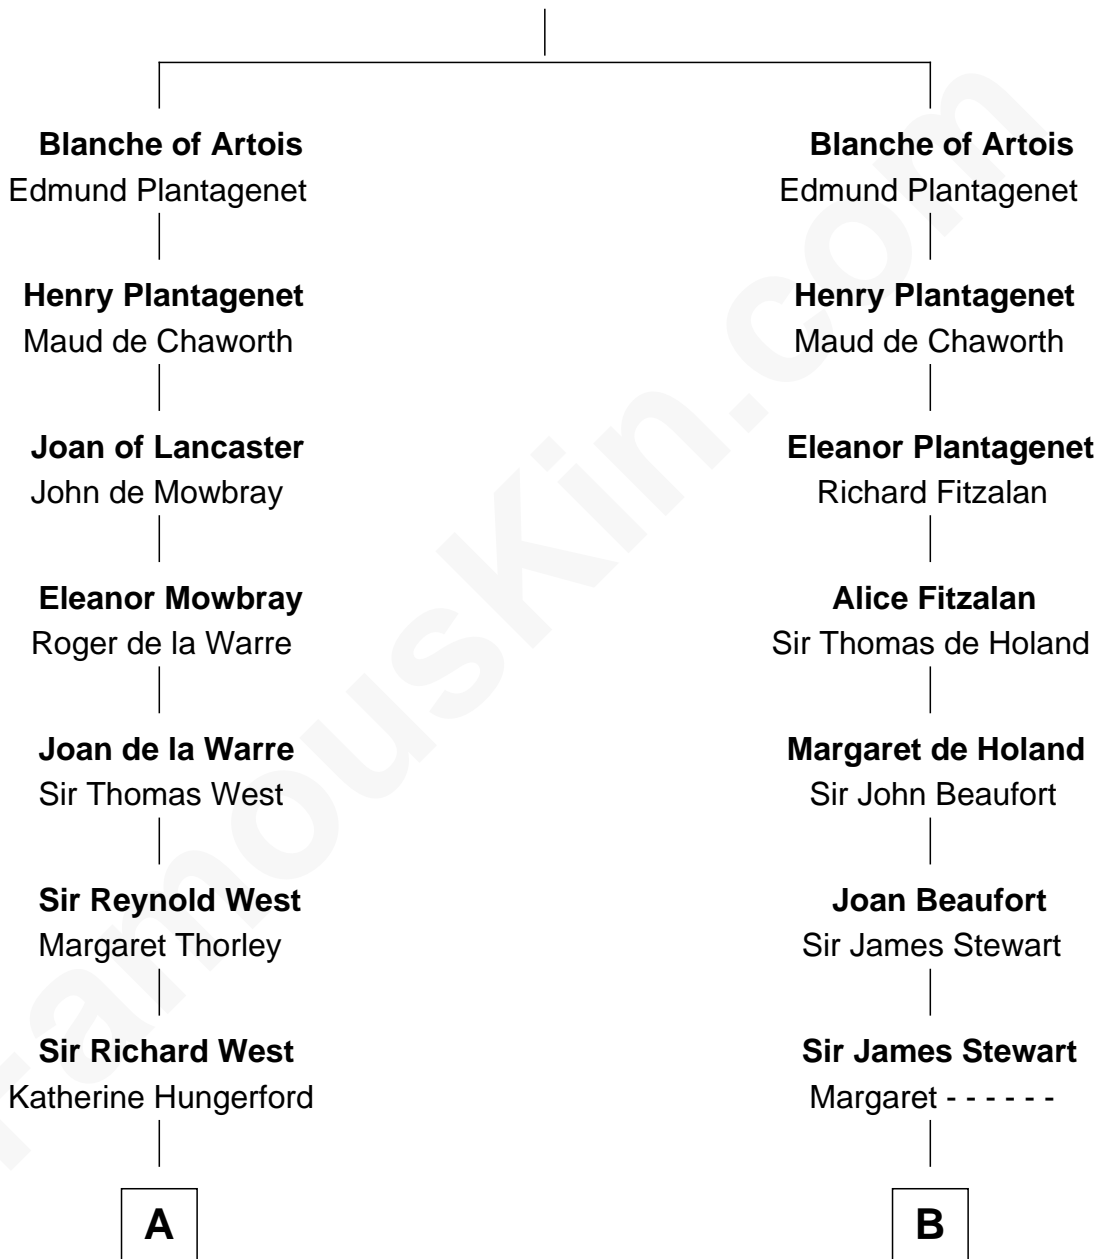 Blanche of Artois
Edmund Plantagenet
Henry Plantagenet
Maud de Chaworth
Joan of Lancaster
John de Mowbray
Eleanor Mowbray
Roger de la Warre
Joan de la Warre
Sir Thomas West
Sir Reynold West
Margaret Thorley
Sir Richard West
Katherine Hungerford
A
Blanche of Artois
Edmund Plantagenet
Henry Plantagenet
Maud de Chaworth
Eleanor Plantagenet
Richard Fitzalan
Alice Fitzalan
Sir Thomas de Holand
Margaret de Holand
Sir John Beaufort
Joan Beaufort
Sir James Stewart
Sir James Stewart
Margaret - - - - - -
B
famouskin.com